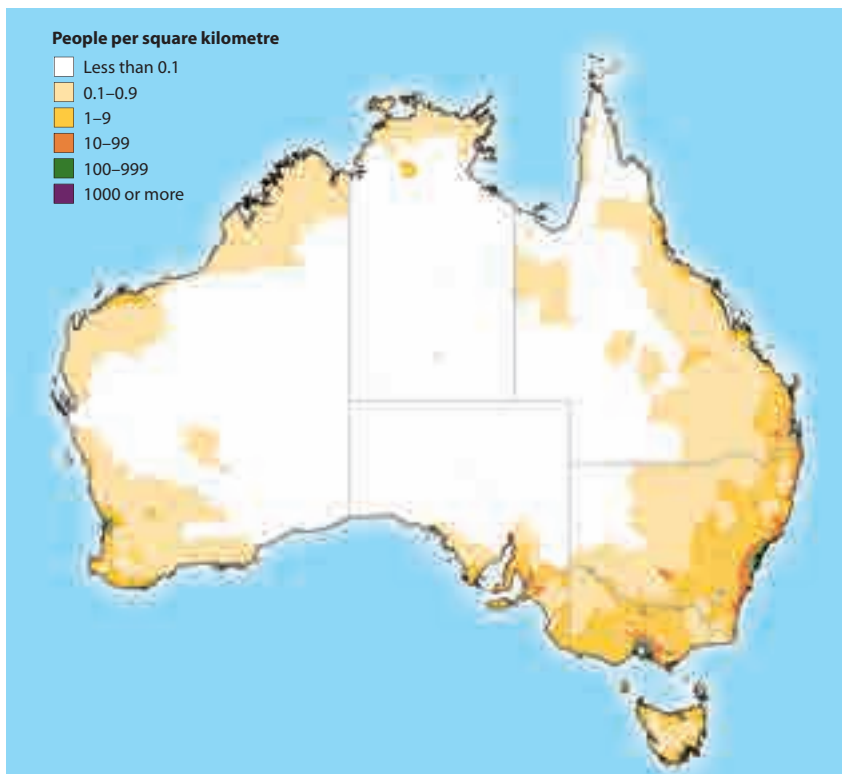 People per square kilometre
Less than 0.1
0.1–0.9
1–9
10–99
100–999
1000 or more